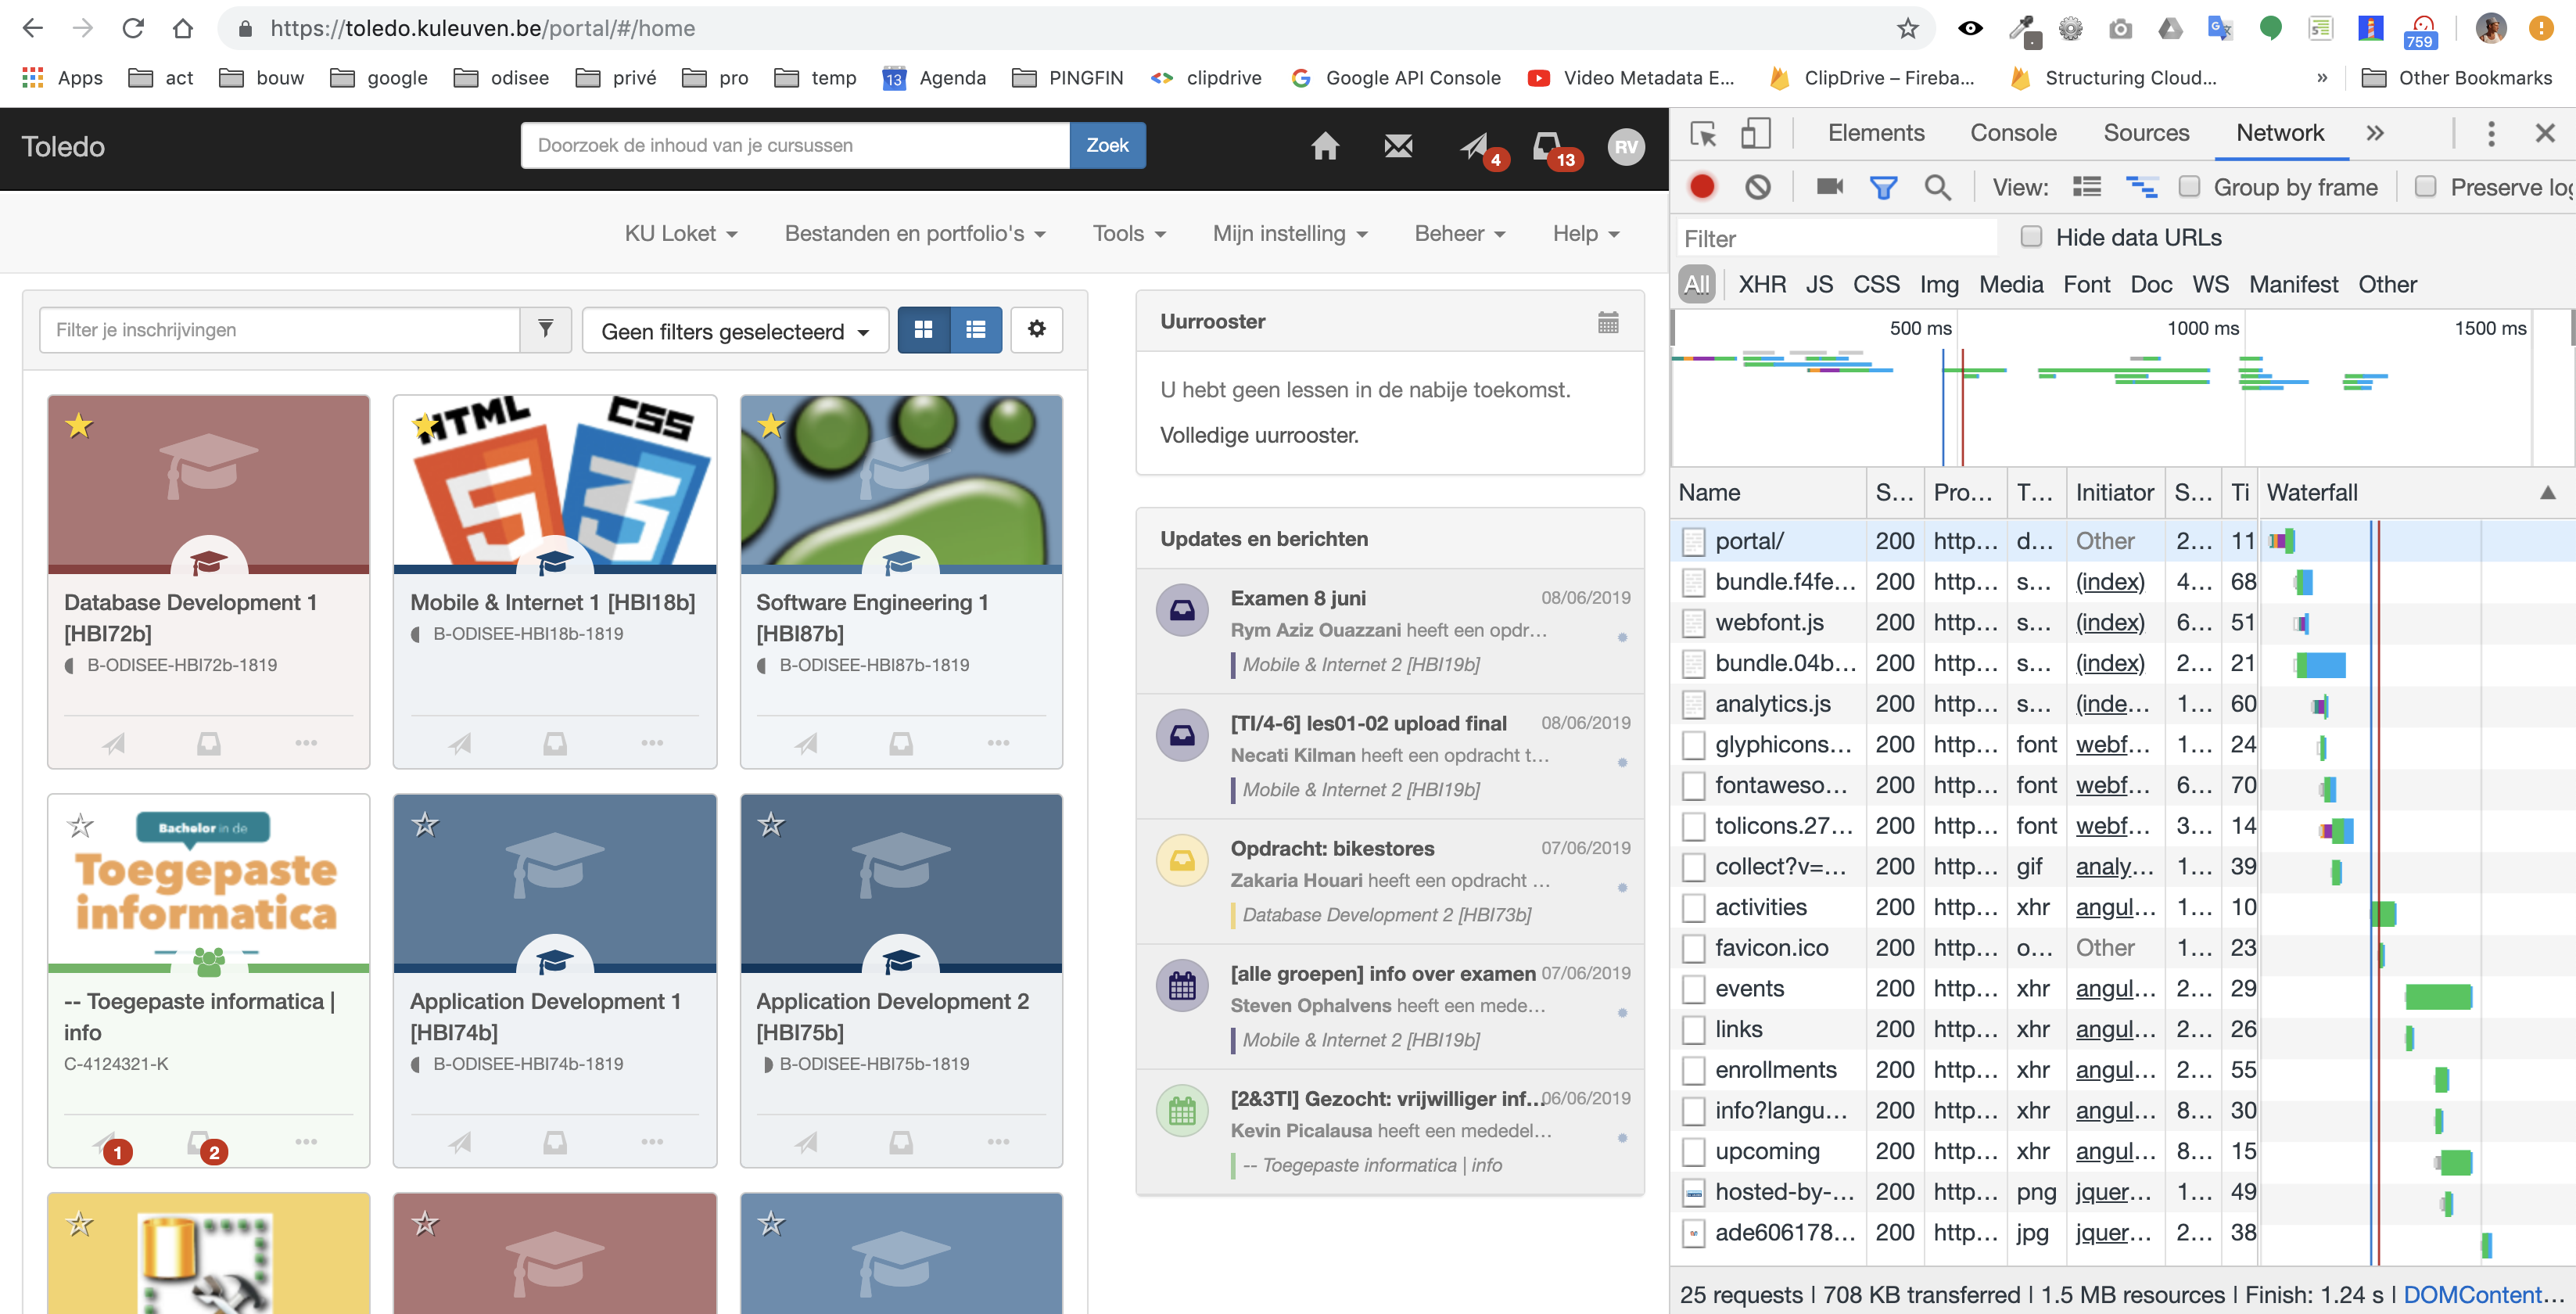 https://toledo.kuleuven.be/portal/#/home
759
Apps act bouw google odisee privé pro temp 13 Agenda PINGFIN clipdrive Google API Console Video Metadata E... ClipDrive – Fireba... Structuring Cloud... » Other Bookmarks
Toledo
Doorzoek de inhoud van je cursussen
Zoek
4
13
RV
KU Loket
Bestanden en portfolio's
Tools
Mijn instelling
Beheer
Help
Filter je inschrijvingen
Geen filters geselecteerd
Database Development 1
[HBI72b]
B-ODISEE-HBI72b-1819
HTML
CSS
5
3
Mobile & Internet 1 [HBI18b]
B-ODISEE-HBI18b-1819
Software Engineering 1
[HBI87b]
B-ODISEE-HBI87b-1819
Bachelor in de
Toegepaste
informatica
-- Toegepaste informatica |
info
C-4124321-K
1
2
Application Development 1
[HBI74b]
B-ODISEE-HBI74b-1819
Application Development 2
[HBI75b]
B-ODISEE-HBI75b-1819
Uurrooster
U hebt geen lessen in de nabije toekomst.
Volledige uurrooster.
Updates en berichten
Examen 8 juni 08/06/2019
Rym Aziz Ouazzani heeft een opdr...
Mobile & Internet 2 [HBI19b]
[TI/4-6] les01-02 upload final 08/06/2019
Necati Kilman heeft een opdracht t...
Mobile & Internet 2 [HBI19b]
Opdracht: bikestores 07/06/2019
Zakaria Houari heeft een opdracht ...
Database Development 2 [HBI73b]
[alle groepen] info over examen 07/06/2019
Steven Ophalvens heeft een mede...
Mobile & Internet 2 [HBI19b]
[2&3TI] Gezocht: vrijwilliger inf... 06/06/2019
Kevin Picalausa heeft een mededel...
-- Toegepaste informatica | info
Elements Console Sources Network »
View: Group by frame Preserve log
Filter Hide data URLs
All XHR JS CSS Img Media Font Doc WS Manifest Other
500 ms 1000 ms 1500 ms
Name S... Pro... T... Initiator S... Ti Waterfall
portal/ 200 http... d... Other 2... 11
bundle.f4fe... 200 http... s... (index) 4... 68
webfont.js 200 http... s... (index) 6... 51
bundle.04b... 200 http... s... (index) 2... 21
analytics.js 200 http... s... (inde... 1... 60
glyphicons... 200 http... font webf... 1... 24
fontaweso... 200 http... font webf... 6... 70
tolicons.27... 200 http... font webf... 3... 14
collect?v=... 200 http... gif analy... 1... 39
activities 200 http... xhr angul... 1... 10
favicon.ico 200 http... o... Other 1... 23
events 200 http... xhr angul... 2... 29
links 200 http... xhr angul... 2... 26
enrollments 200 http... xhr angul... 2... 55
info?langu... 200 http... xhr angul... 8... 30
upcoming 200 http... xhr angul... 8... 15
hosted-by-... 200 http... png jquer... 1... 49
ade606178... 200 http... jpg jquer... 2... 38
25 requests | 708 KB transferred | 1.5 MB resources | Finish: 1.24 s | DOMContent...